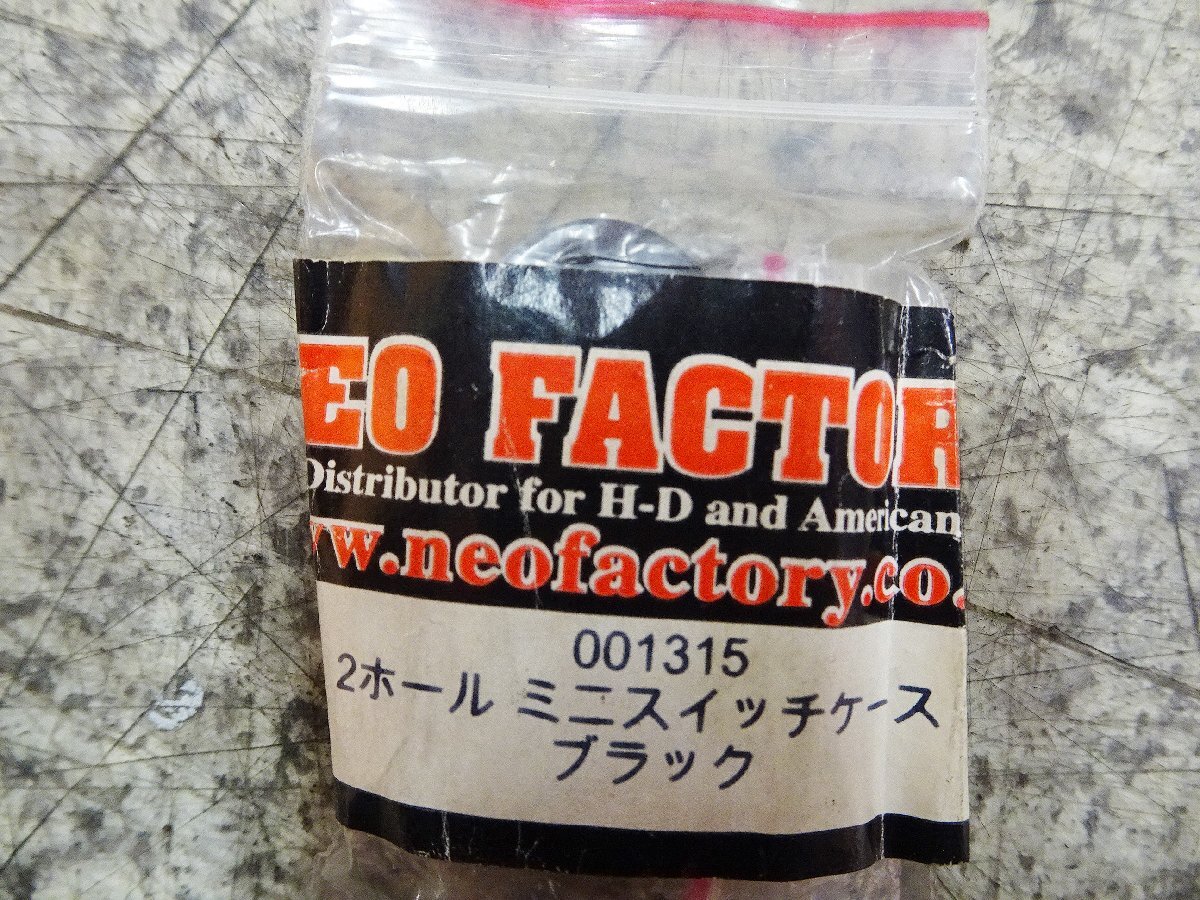 EO FACTOR
Distributor for H-D and American
w.neofactory.co.
001315
2ホール ミニスイッチケース
ブラック